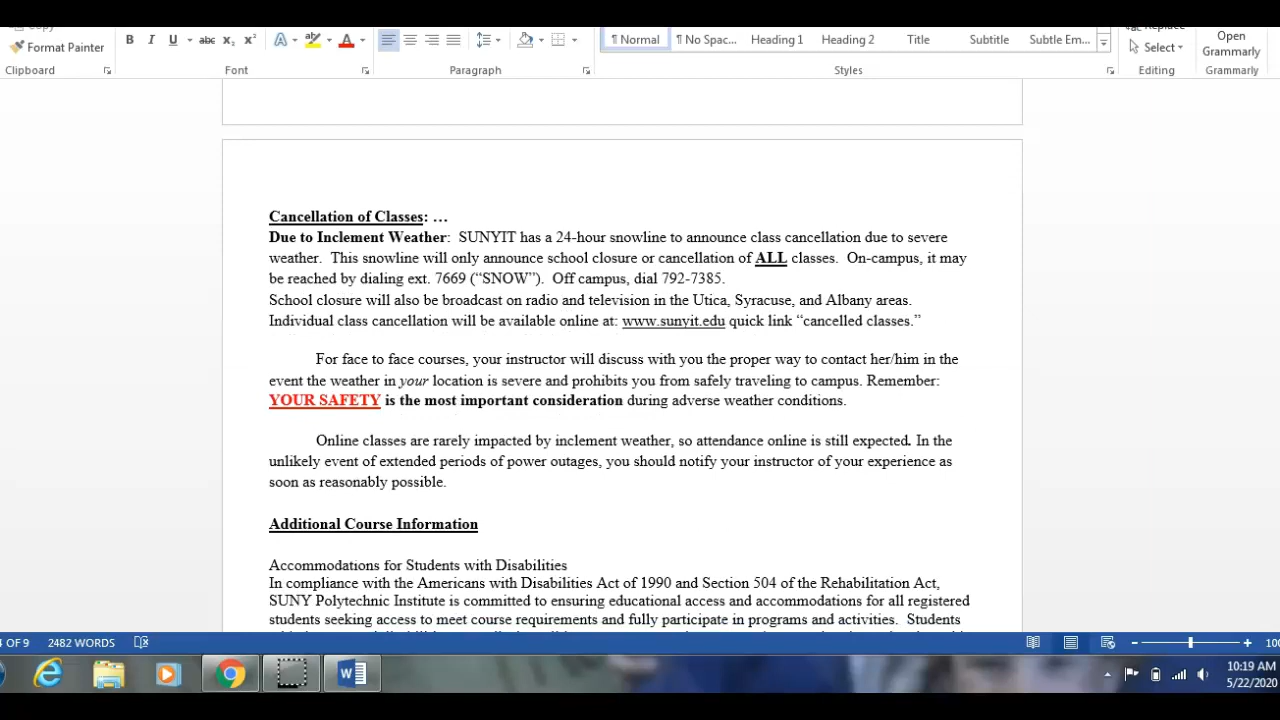 Copy
Replace
Format Painter
B I U abc x₂ x² A ab A
¶ Normal ¶ No Spac... Heading 1 Heading 2 Title Subtitle Subtle Em...
Select
Open
Grammarly
Clipboard Font Paragraph Styles Editing Grammarly
Cancellation of Classes: …
Due to Inclement Weather: SUNYIT has a 24-hour snowline to announce class cancellation due to severe
weather. This snowline will only announce school closure or cancellation of ALL classes. On-campus, it may
be reached by dialing ext. 7669 (“SNOW”). Off campus, dial 792-7385.
School closure will also be broadcast on radio and television in the Utica, Syracuse, and Albany areas.
Individual class cancellation will be available online at: www.sunyit.edu quick link “cancelled classes.”
For face to face courses, your instructor will discuss with you the proper way to contact her/him in the
event the weather in your location is severe and prohibits you from safely traveling to campus. Remember:
YOUR SAFETY is the most important consideration during adverse weather conditions.
Online classes are rarely impacted by inclement weather, so attendance online is still expected. In the
unlikely event of extended periods of power outages, you should notify your instructor of your experience as
soon as reasonably possible.
Additional Course Information
Accommodations for Students with Disabilities
In compliance with the Americans with Disabilities Act of 1990 and Section 504 of the Rehabilitation Act,
SUNY Polytechnic Institute is committed to ensuring educational access and accommodations for all registered
students seeking access to meet course requirements and fully participate in programs and activities. Students
OF 9 2482 WORDS
10:19 AM
5/22/2020